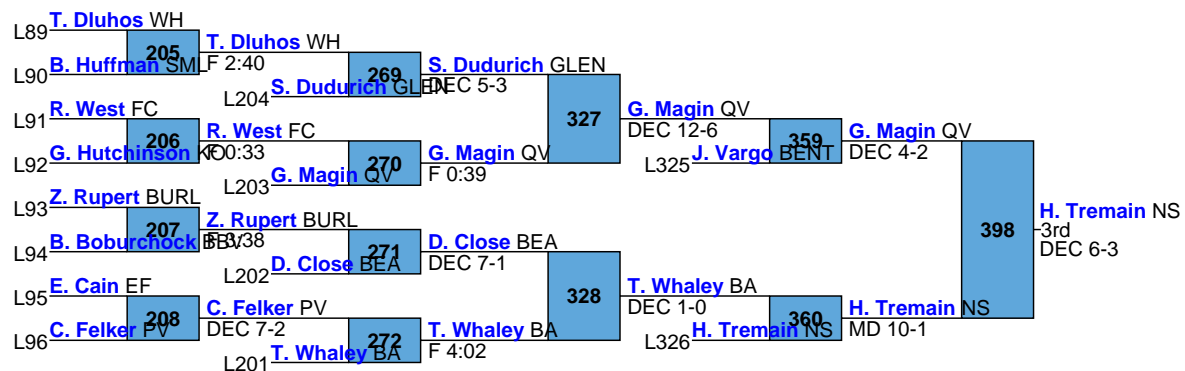 L89 T. Dluhos WH
205
L90 B. Huffman SML
T. Dluhos WH
F 2:40
269
L204 S. Dudurich GLEN
S. Dudurich GLEN
DEC 5-3
L91 R. West FC
206
L92 G. Hutchinson KO
R. West FC
F 0:33
270
L203 G. Magin QV
G. Magin QV
F 0:39
327
G. Magin QV
DEC 12-6
359
L325 J. Vargo BENT
G. Magin QV
DEC 4-2
L93 Z. Rupert BURL
207
L94 B. Boburchock BBV
Z. Rupert BURL
F 3:38
271
L202 D. Close BEA
D. Close BEA
DEC 7-1
L95 E. Cain EF
208
L96 C. Felker PV
C. Felker PV
DEC 7-2
272
L201 T. Whaley BA
T. Whaley BA
F 4:02
328
T. Whaley BA
DEC 1-0
360
L326 H. Tremain NS
H. Tremain NS
MD 10-1
398
H. Tremain NS
3rd
DEC 6-3